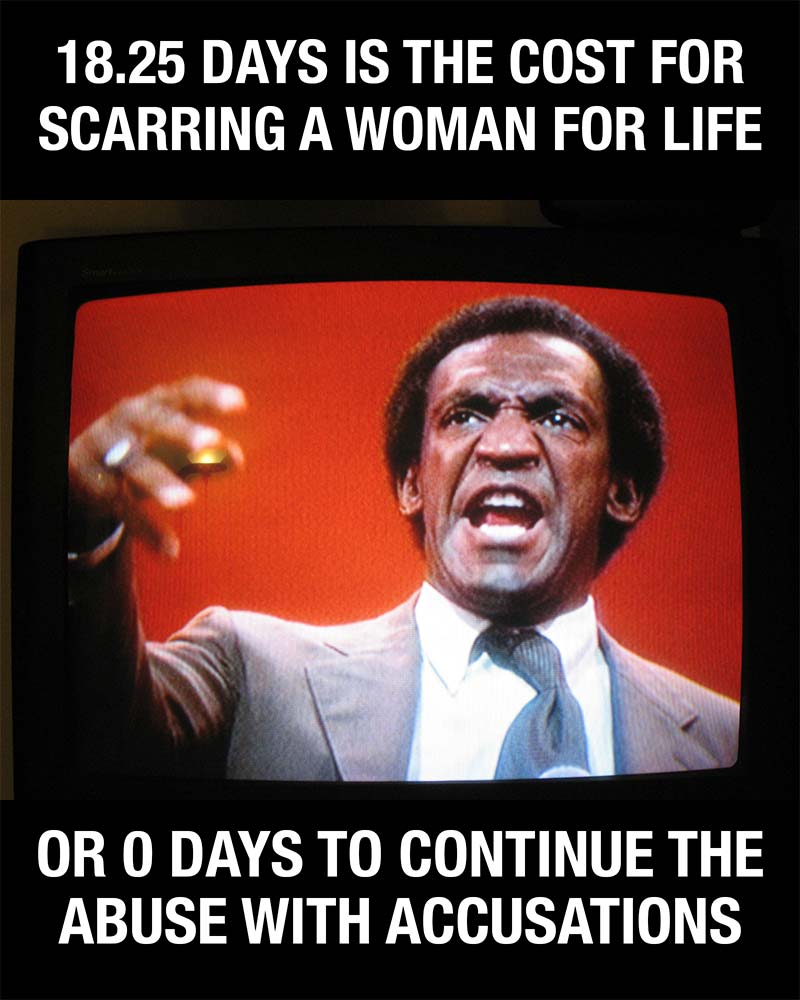 18.25 DAYS IS THE COST FOR
SCARRING A WOMAN FOR LIFE
OR 0 DAYS TO CONTINUE THE
ABUSE WITH ACCUSATIONS